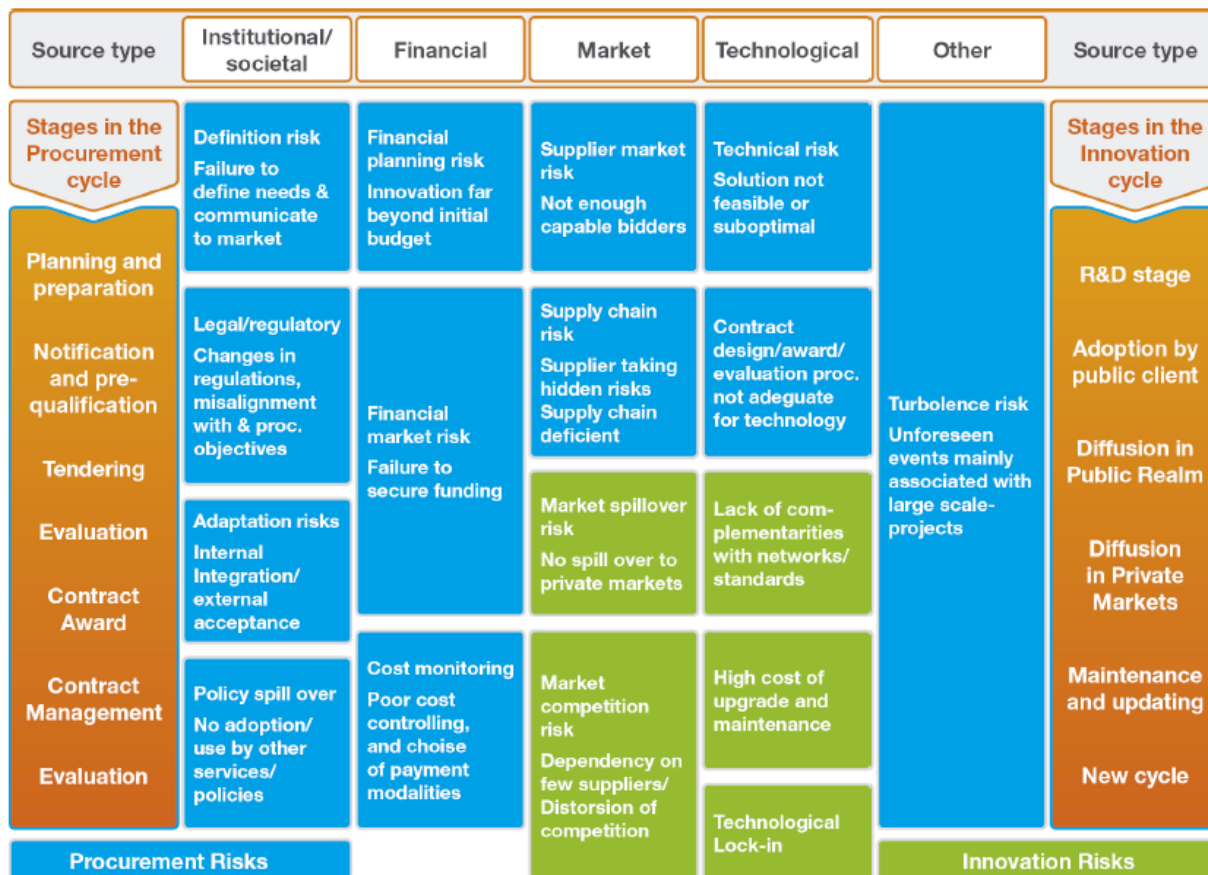 Source type
Institutional/
societal
Financial
Market
Technological
Other
Source type
Stages in the
Procurement
cycle
Planning and
preparation
Notification
and pre-
qualification
Tendering
Evaluation
Contract
Award
Contract
Management
Evaluation
Definition risk
Failure to
define needs &
communicate
to market
Legal/regulatory
Changes in
regulations,
misalignment
with & proc.
objectives
Adaptation risks
Internal
Integration/
external
acceptance
Policy spill over
No adoption/
use by other
services/
policies
Financial
planning risk
Innovation far
beyond initial
budget
Financial
market risk
Failure to
secure funding
Cost monitoring
Poor cost
controlling,
and choise
of payment
modalities
Supplier market
risk
Not enough
capable bidders
Supply chain
risk
Supplier taking
hidden risks
Supply chain
deficient
Market spillover
risk
No spill over to
private markets
Market
competition
risk
Dependency on
few suppliers/
Distorsion of
competition
Technical risk
Solution not
feasible or
suboptimal
Contract
design/award/
evaluation proc.
not adequate
for technology
Lack of com-
plementarities
with networks/
standards
High cost of
upgrade and
maintenance
Technological
Lock-in
Turbolence risk
Unforeseen
events mainly
associated with
large scale-
projects
Stages in the
Innovation
cycle
R&D stage
Adoption by
public client
Diffusion in
Public Realm
Diffusion
in Private
Markets
Maintenance
and updating
New cycle
Procurement Risks
Innovation Risks